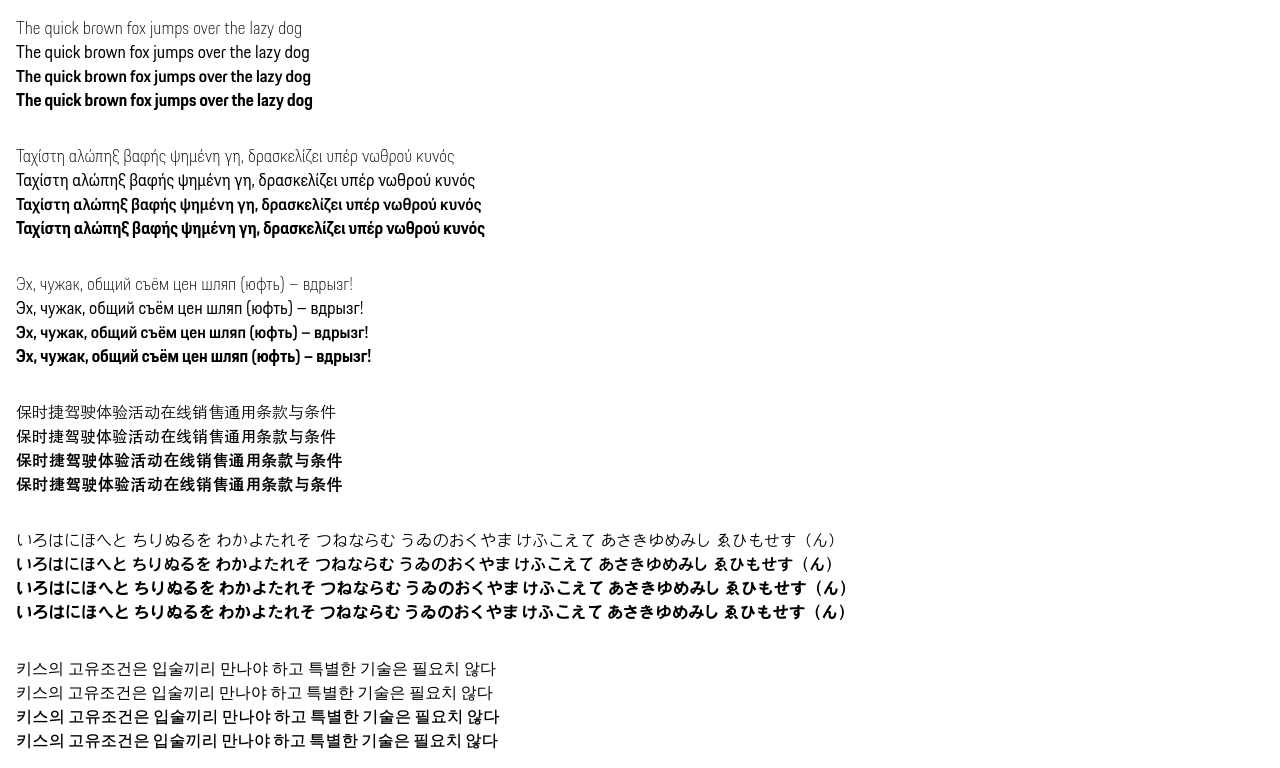 The quick brown fox jumps over the lazy dog
The quick brown fox jumps over the lazy dog
The quick brown fox jumps over the lazy dog
The quick brown fox jumps over the lazy dog
Ταχίστη αλώπηξ βαφής ψημένη γη, δρασκελίζει υπέρ νωθρού κυνός
Ταχίστη αλώπηξ βαφής ψημένη γη, δρασκελίζει υπέρ νωθρού κυνός
Ταχίστη αλώπηξ βαφής ψημένη γη, δρασκελίζει υπέρ νωθρού κυνός
Ταχίστη αλώπηξ βαφής ψημένη γη, δρασκελίζει υπέρ νωθρού κυνός
Эх, чужак, общий съём цен шляп (юфть) – вдрызг!
Эх, чужак, общий съём цен шляп (юфть) – вдрызг!
Эх, чужак, общий съём цен шляп (юфть) – вдрызг!
Эх, чужак, общий съём цен шляп (юфть) – вдрызг!
保时捷驾驶体验活动在线销售通用条款与条件
保时捷驾驶体验活动在线销售通用条款与条件
保时捷驾驶体验活动在线销售通用条款与条件
保时捷驾驶体验活动在线销售通用条款与条件
いろはにほへと ちりぬるを わかよたれそ つねならむ うゐのおくやま けふこえて あさきゆめみし ゑひもせす（ん）
いろはにほへと ちりぬるを わかよたれそ つねならむ うゐのおくやま けふこえて あさきゆめみし ゑひもせす（ん）
いろはにほへと ちりぬるを わかよたれそ つねならむ うゐのおくやま けふこえて あさきゆめみし ゑひもせす（ん）
いろはにほへと ちりぬるを わかよたれそ つねならむ うゐのおくやま けふこえて あさきゆめみし ゑひもせす（ん）
키스의 고유조건은 입술끼리 만나야 하고 특별한 기술은 필요치 않다
키스의 고유조건은 입술끼리 만나야 하고 특별한 기술은 필요치 않다
키스의 고유조건은 입술끼리 만나야 하고 특별한 기술은 필요치 않다
키스의 고유조건은 입술끼리 만나야 하고 특별한 기술은 필요치 않다